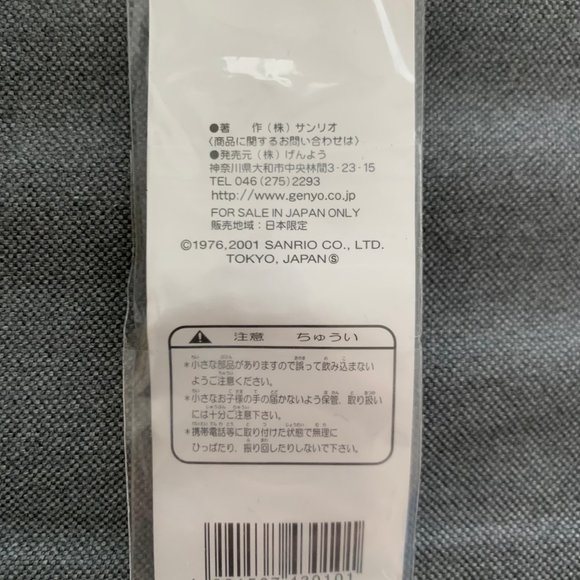 ●著 作(株)サンリオ
〈商品に関するお問い合わせは〉
●発売元(株)げんよう
神奈川県大和市中央林間3-23-15
TEL 046(275)2293
http://www.genyo.co.jp
FOR SALE IN JAPAN ONLY
販売地域:日本限定
©1976,2001 SANRIO CO., LTD.
TOKYO, JAPAN Ⓢ
注意 ちゅうい
*小さな部品がありますので誤って飲み込まない
ようご注意ください。
*小さなお子様の手の届かないよう保管、取り扱い
には十分ご注意下さい。
*携帯電話等に取り付けた状態で無理に
ひっぱたり、振り回したりしないで下さい。